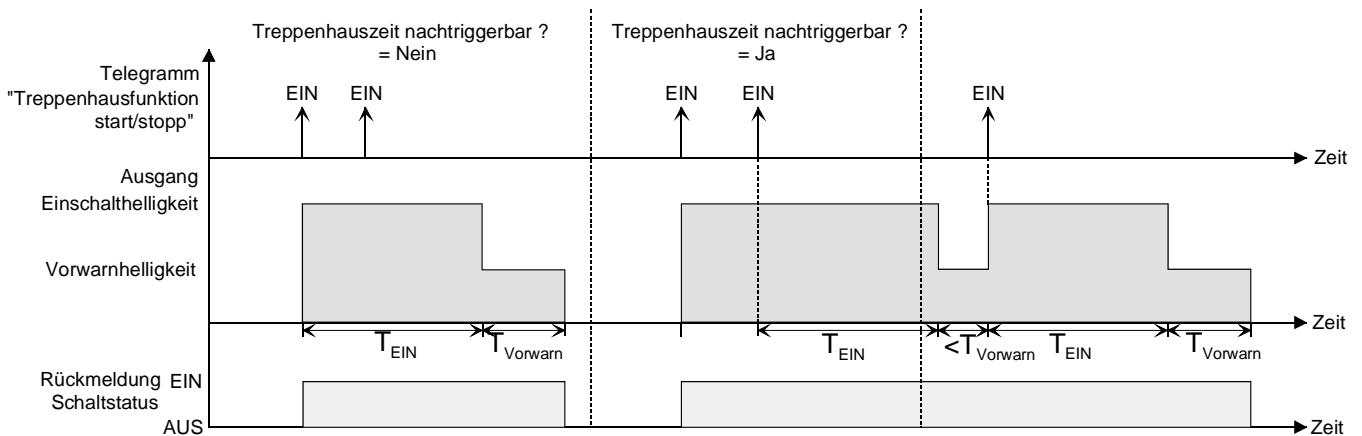 Treppenhauszeit nachtriggerbar ?
= Nein
Treppenhauszeit nachtriggerbar ?
= Ja
Telegramm
"Treppenhausfunktion
start/stopp"
EIN
EIN
EIN
EIN
EIN
Zeit
Ausgang
Einschalthelligkeit
Vorwarnhelligkeit
Zeit
TEIN
TVorwarn
TEIN
<TVorwarn
TEIN
TVorwarn
Rückmeldung EIN
Schaltstatus
AUS
Zeit